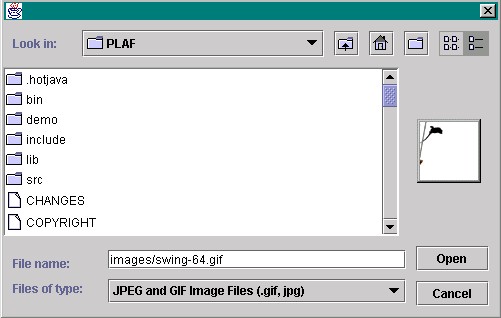 Look in: PLAF
.hotjava
bin
demo
include
lib
src
CHANGES
COPYRIGHT
File name: images/swing-64.gif Open
Files of type: JPEG and GIF Image Files (.gif, jpg) Cancel